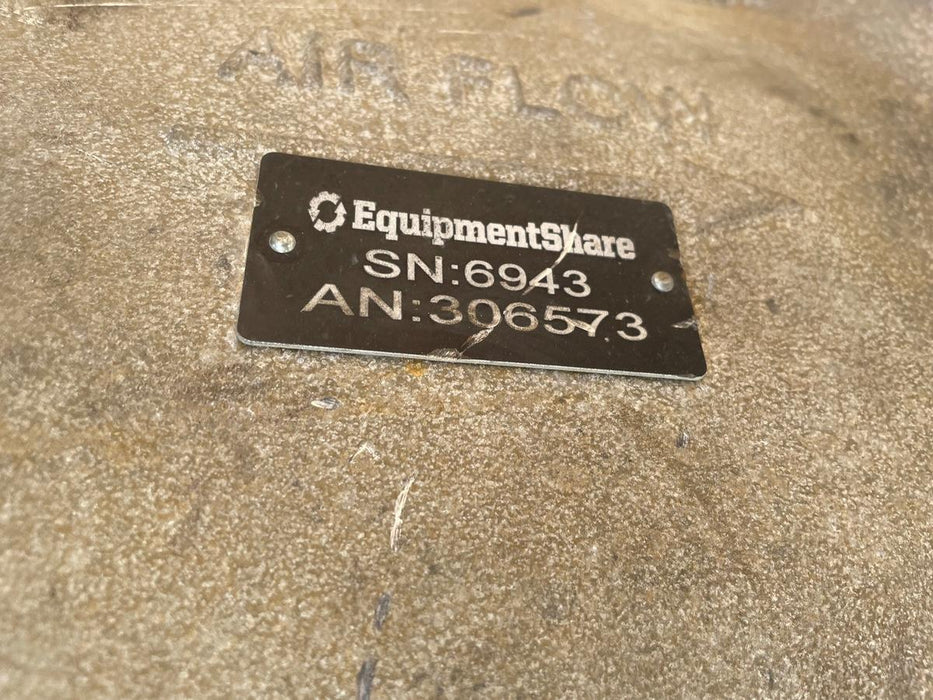 AIR FLOW
EquipmentShare
SN:6943
AN:306573